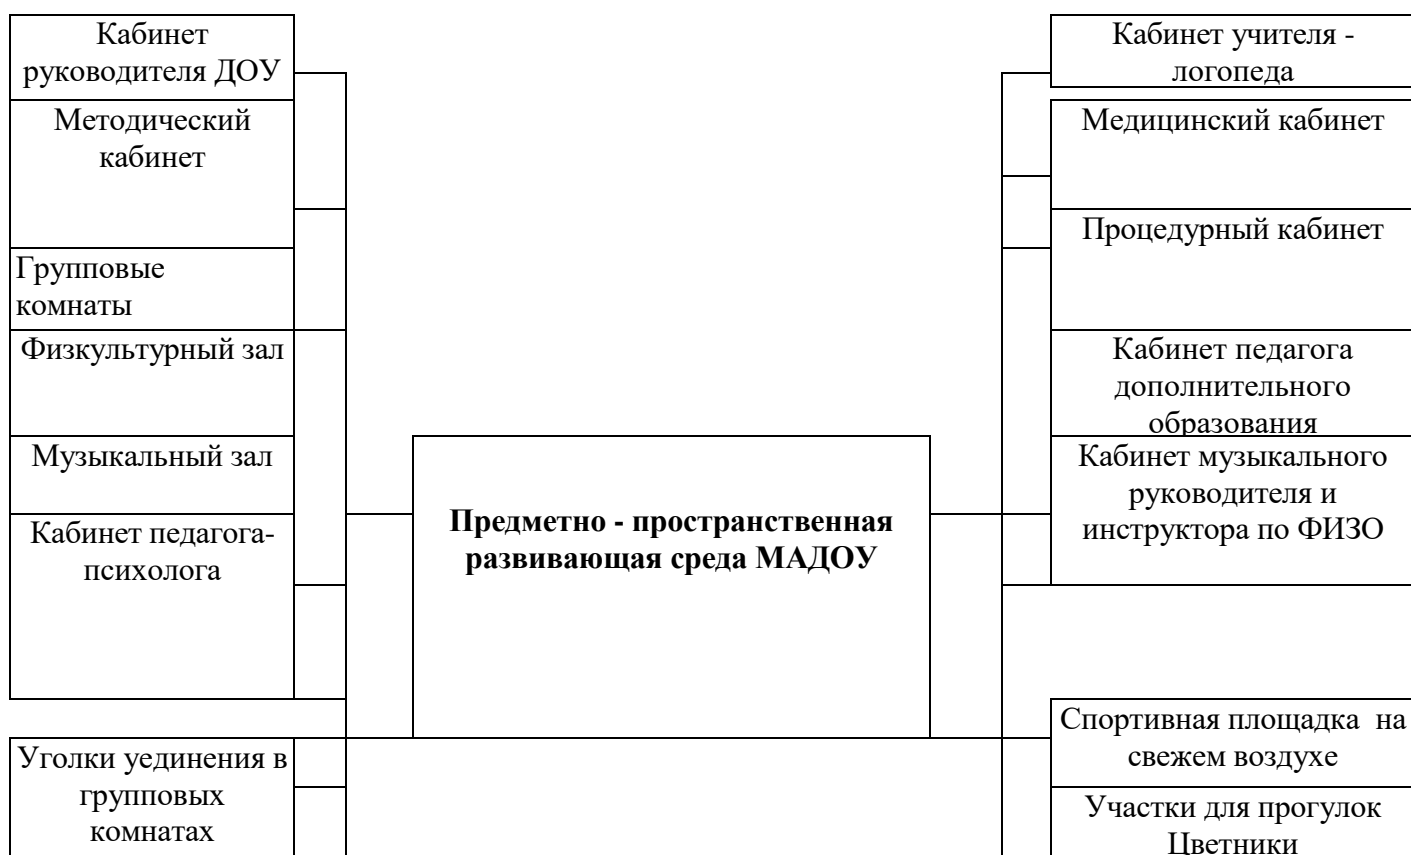 Кабинет
руководителя ДОУ
Методический
кабинет
Групповые
комнаты
Физкультурный зал
Музыкальный зал
Кабинет педагога-
психолога
Уголки уединения в
групповых
комнатах
Предметно - пространственная
развивающая среда МАДОУ
Кабинет учителя -
логопеда
Медицинский кабинет
Процедурный кабинет
Кабинет педагога
дополнительного
образования
Кабинет музыкального
руководителя и
инструктора по ФИЗО
Спортивная площадка  на
свежем воздухе
Участки для прогулок
Цветники